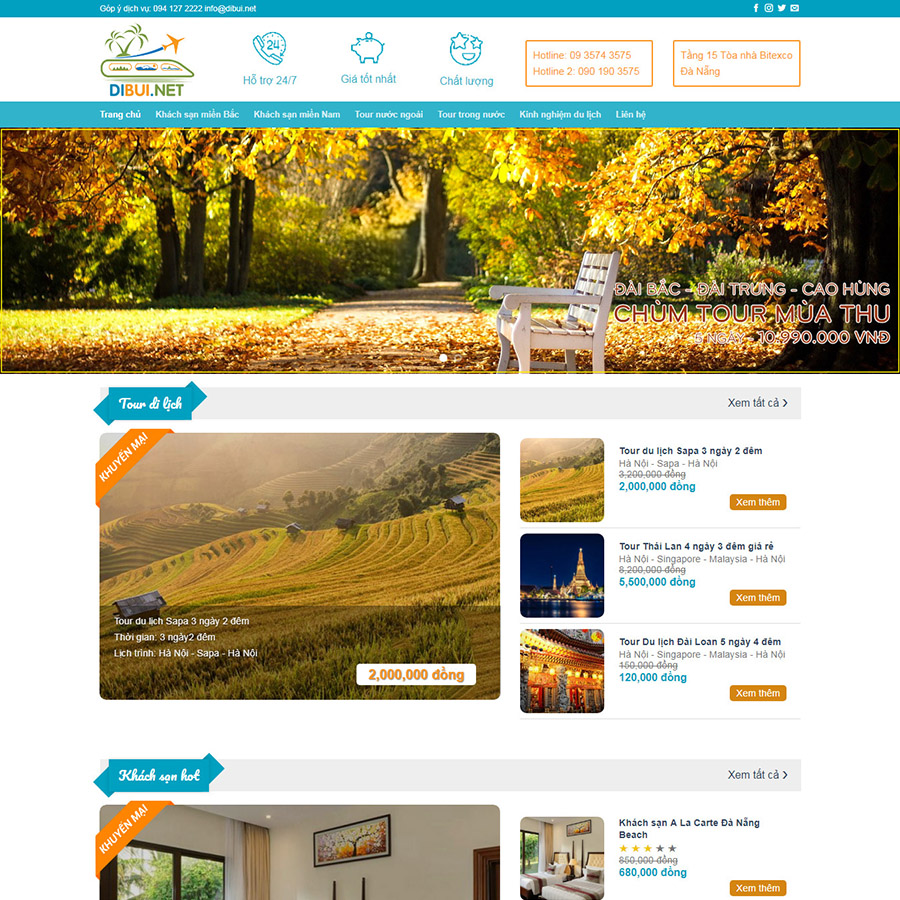 Góp ý dịch vụ: 094 127 2222 info@dibui.net
DIBUI.NET
Hỗ trợ 24/7
24
Giá tốt nhất
Chất lượng
Hotline: 09 3574 3575
Hotline 2: 090 190 3575
Tầng 15 Tòa nhà Bitexco
Đà Nẵng
Trang chủ Khách sạn miền Bắc Khách sạn miền Nam Tour nước ngoài Tour trong nước Kinh nghiệm du lịch Liên hệ
ĐÀI BẮC - ĐÀI TRUNG - CAO HÙNG
CHÙM TOUR MÙA THU
5 NGÀY - 10.990.000 VNĐ
Tour di lịch
Xem tất cả
KHUYẾN MẠI
Tour du lịch Sapa 3 ngày 2 đêm
Thời gian: 3 ngày2 đêm
Lịch trình: Hà Nội - Sapa - Hà Nội
2,000,000 đồng
Tour du lịch Sapa 3 ngày 2 đêm
Hà Nội - Sapa - Hà Nội
3,200,000 đồng
2,000,000 đồng
Xem thêm
Tour Thái Lan 4 ngày 3 đêm giá rẻ
Hà Nội - Singapore - Malaysia - Hà Nội
8,200,000 đồng
5,500,000 đồng
Xem thêm
Tour Du lịch Đài Loan 5 ngày 4 đêm
Hà Nội - Singapore - Malaysia - Hà Nội
150,000 đồng
120,000 đồng
Xem thêm
Khách sạn hot
Xem tất cả
KHUYẾN MẠI
Khách sạn A La Carte Đà Nẵng
Beach
850,000 đồng
680,000 đồng
Xem thêm